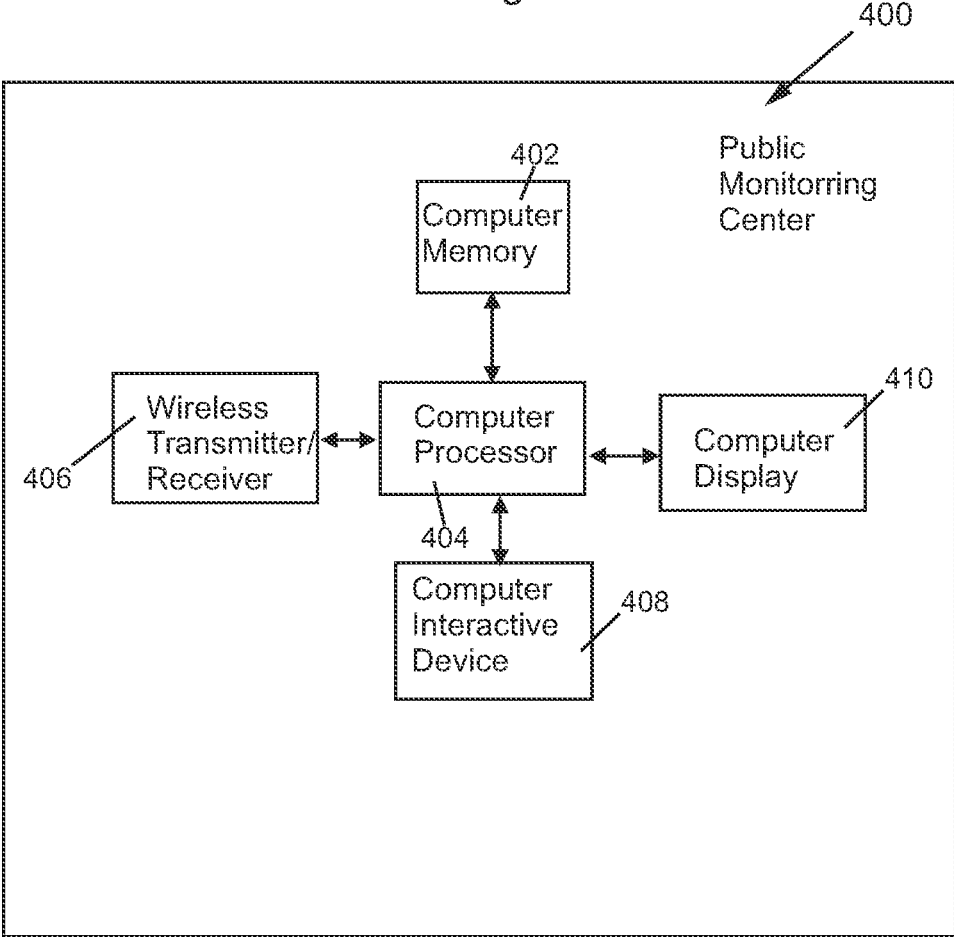 400
Public
Monitorring
Center
402
Computer
Memory
410
Wireless
Transmitter/
Receiver
406
Computer
Processor
404
Computer
Display
Computer
Interactive
Device
408